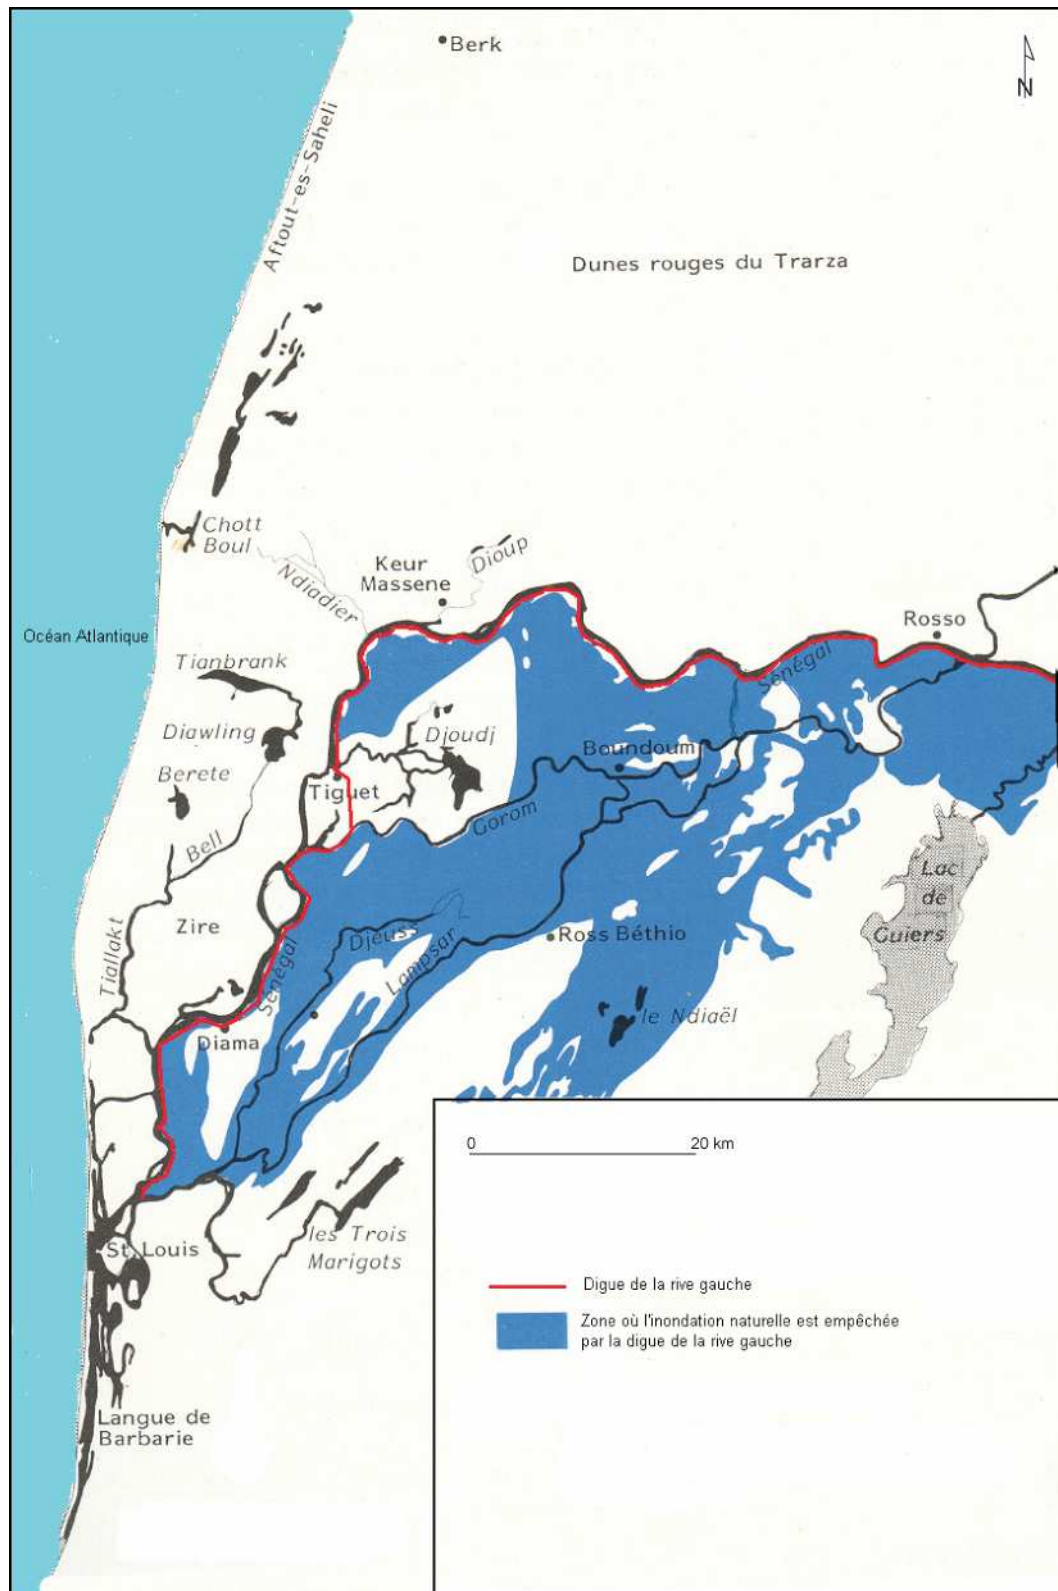 Berk
N
Aftout-es-Saheli
Dunes rouges du Trarza
Chott
Boul
Ndiadier
Keur
Massene
Dioup
Océan Atlantique
Rosso
Tianbrank
Sénégal
Diawling
Djoudj
Boundoum
Berete
Tiguet
Gorom
Bell
Lac
de
Guiers
Zire
Djeuss
Ross Béthio
Lampsar
Tiallakt
Sénégal
le Ndiaël
Diama
0 20 km
les Trois
Marigots
St. Louis
Digue de la rive gauche
Zone où l'inondation naturelle est empêchée
par la digue de la rive gauche
Langue de
Barbarie